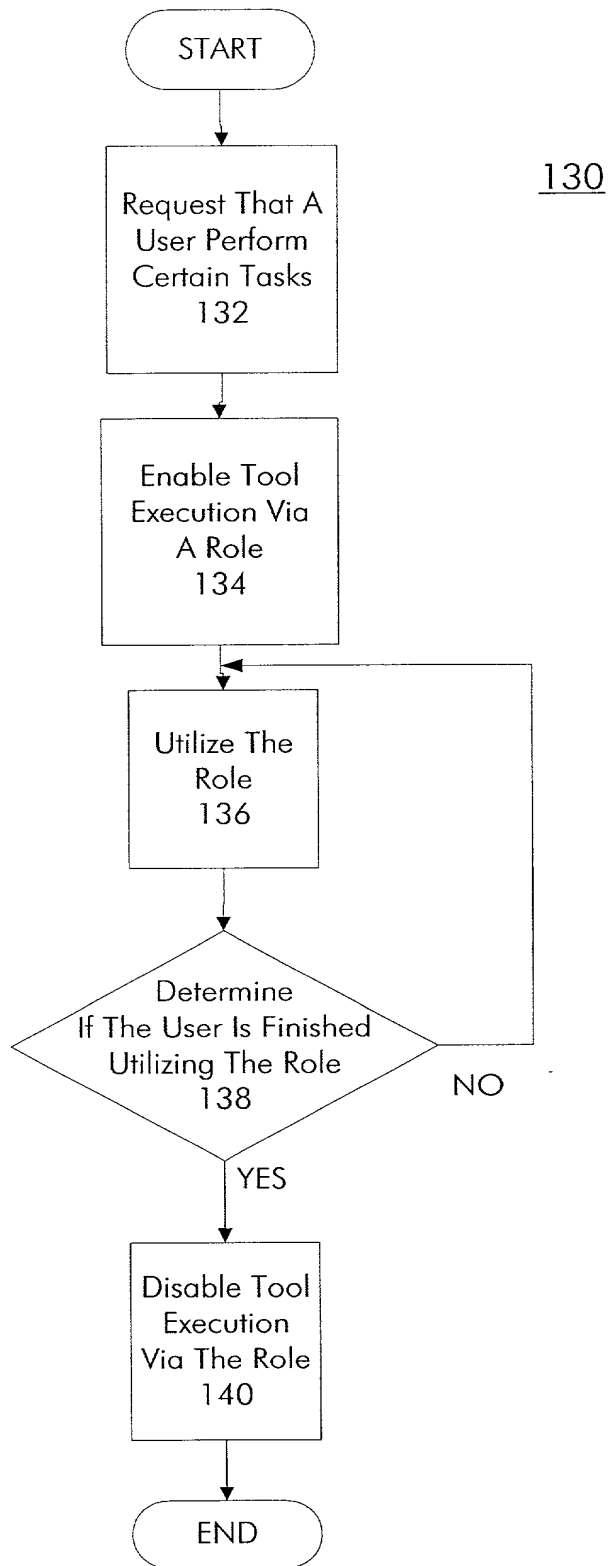 START
130
Request That A
User Perform
Certain Tasks
132
Enable Tool
Execution Via
A Role
134
Utilize The
Role
136
Determine
If The User Is Finished
Utilizing The Role
138
NO
YES
Disable Tool
Execution
Via The Role
140
END